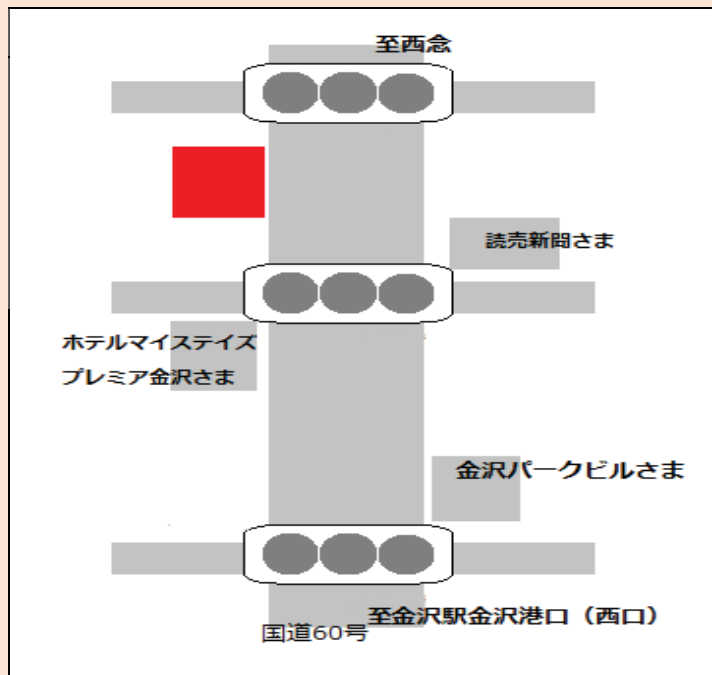 至西念
読売新聞さま
ホテルマイステイズ
プレミア金沢さま
金沢パークビルさま
至金沢駅金沢港口（西口）
国道60号